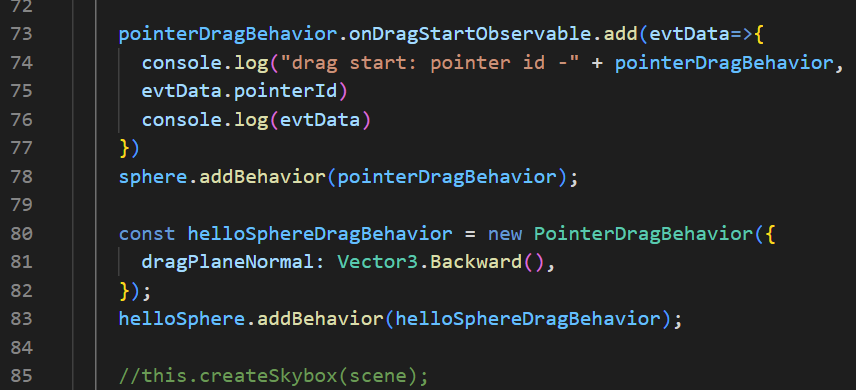 72
73 pointerDragBehavior.onDragStartObservable.add(evtData=>{
74 console.log("drag start: pointer id -" + pointerDragBehavior,
75 evtData.pointerId)
76 console.log(evtData)
77 })
78 sphere.addBehavior(pointerDragBehavior);
79
80 const helloSphereDragBehavior = new PointerDragBehavior({
81 dragPlaneNormal: Vector3.Backward(),
82 });
83 helloSphere.addBehavior(helloSphereDragBehavior);
84
85 //this.createSkybox(scene);